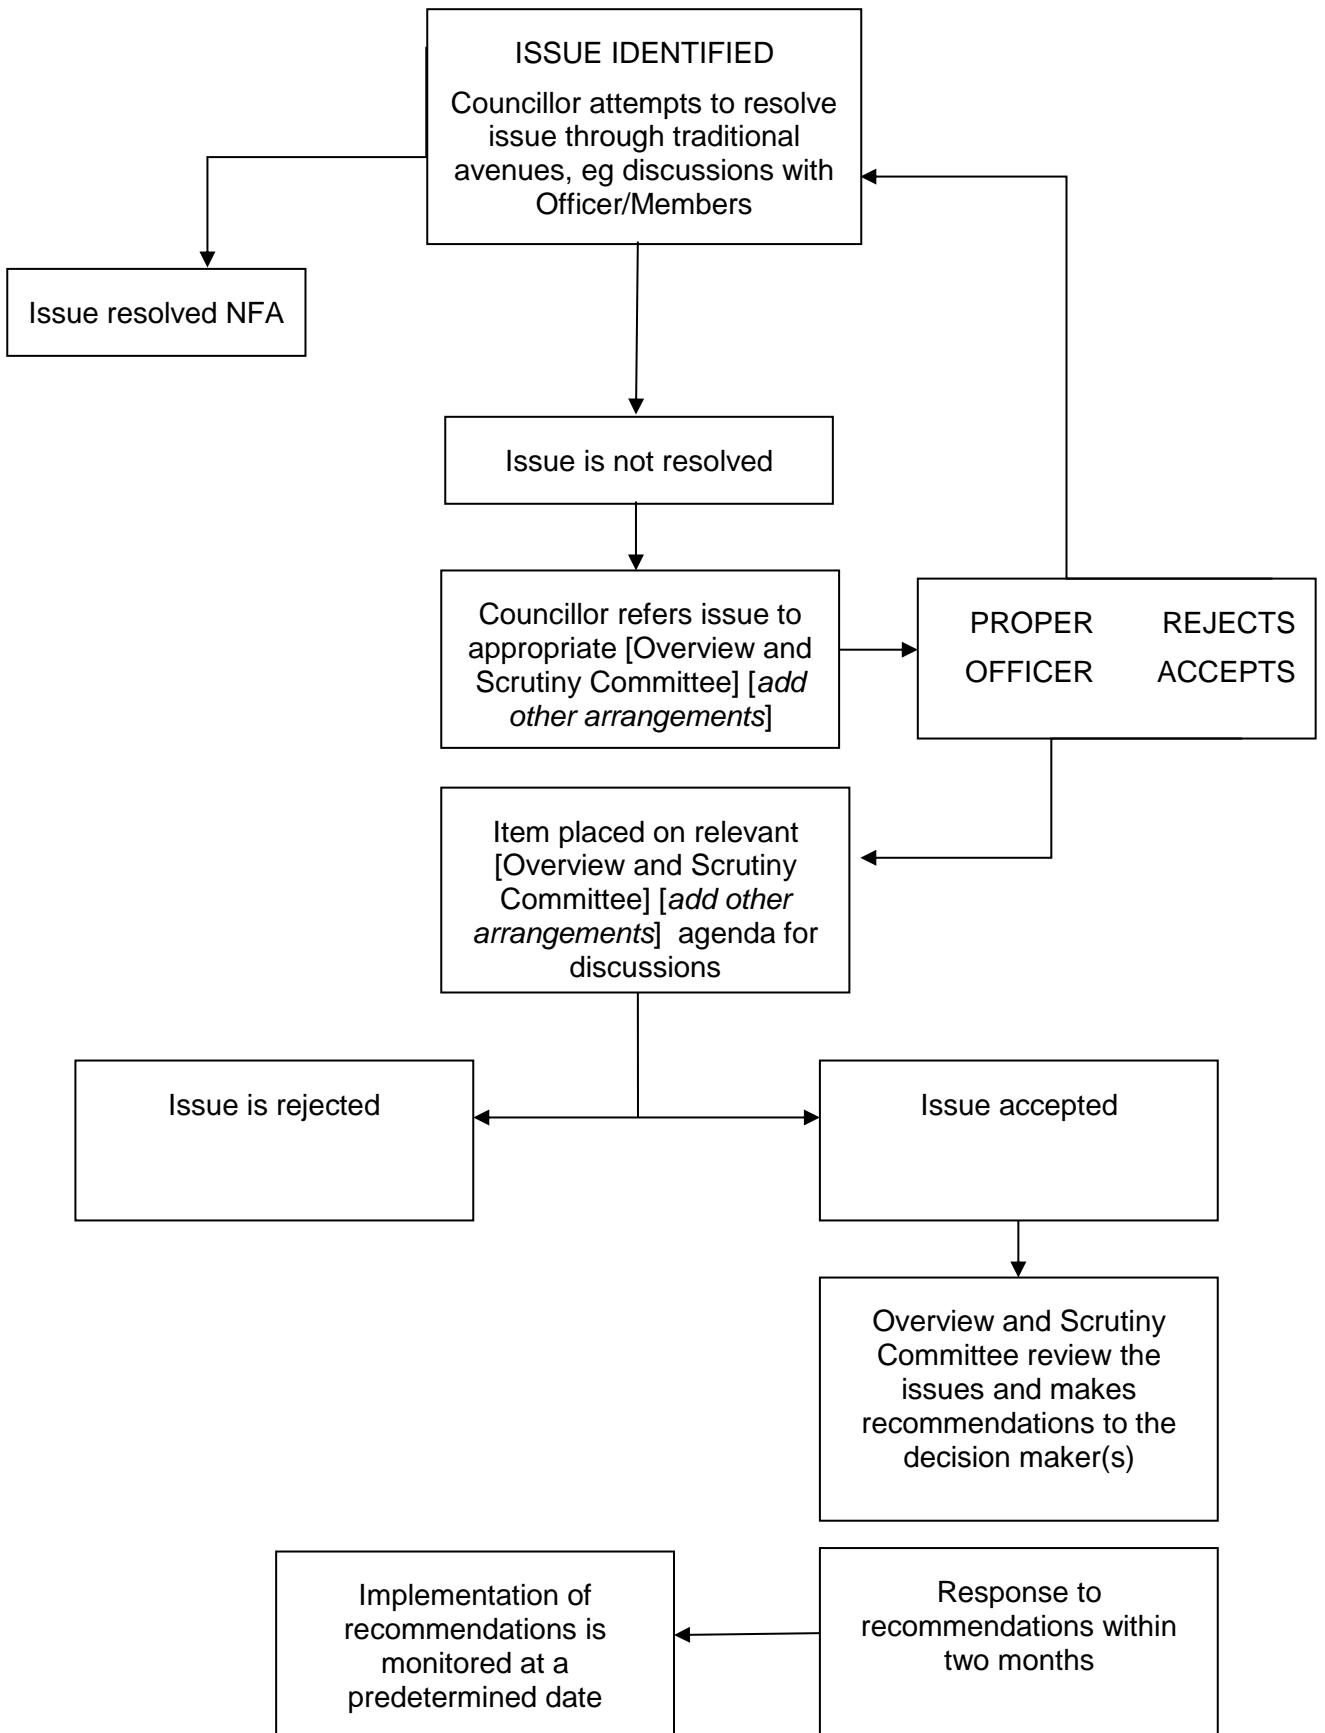 ISSUE IDENTIFIED
Councillor attempts to resolve
issue through traditional
avenues, eg discussions with
Officer/Members
Issue resolved NFA
Issue is not resolved
Councillor refers issue to
appropriate [Overview and
Scrutiny Committee] [add
other arrangements]
PROPER REJECTS
OFFICER ACCEPTS
Item placed on relevant
[Overview and Scrutiny
Committee] [add other
arrangements] agenda for
discussions
Issue is rejected
Issue accepted
Overview and Scrutiny
Committee review the
issues and makes
recommendations to the
decision maker(s)
Implementation of
recommendations is
monitored at a
predetermined date
Response to
recommendations within
two months